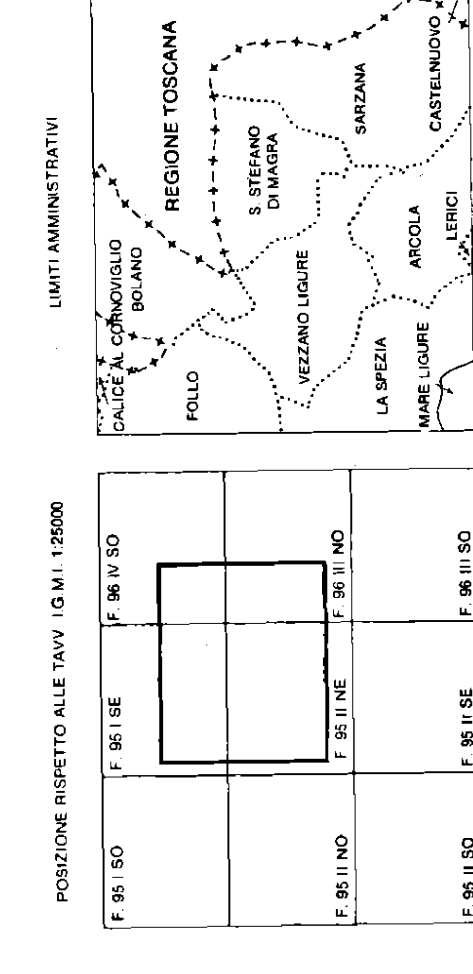 LIMITI AMMINISTRATIVI
CALICE AL CORNOVIGLIO
BOLANO
REGIONE TOSCANA
FOLLO
S. STEFANO
DI MAGRA
SARZANA
VEZZANO LIGURE
ARCOLA
CASTELNUOVO
LA SPEZIA
LERICI
MARE LIGURE
POSIZIONE RISPETTO ALLE TAVV I.G.M.I. 1:25000
F. 95 I SO
F. 95 I SE
F. 96 IV SO
F. 95 II NO
F 95 II NE
F. 96 III NO
F. 95 II SO
F. 95 II SE
F. 96 III SO